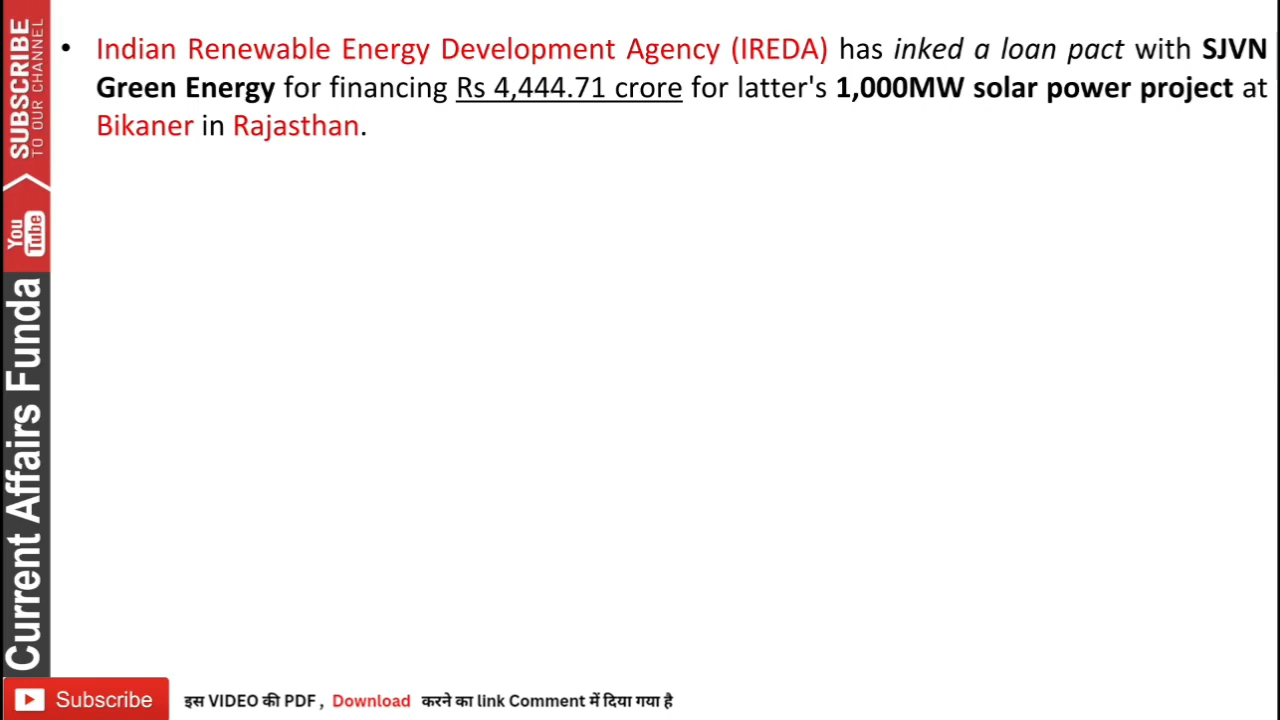 • Indian Renewable Energy Development Agency (IREDA) has inked a loan pact with SJVN
Green Energy for financing Rs 4,444.71 crore for latter's 1,000MW solar power project at
Bikaner in Rajasthan.
SUBSCRIBE
TO OUR CHANNEL
You
Tube
Current Affairs Funda
Subscribe
इस VIDEO की PDF , Download करने का link Comment में दिया गया है